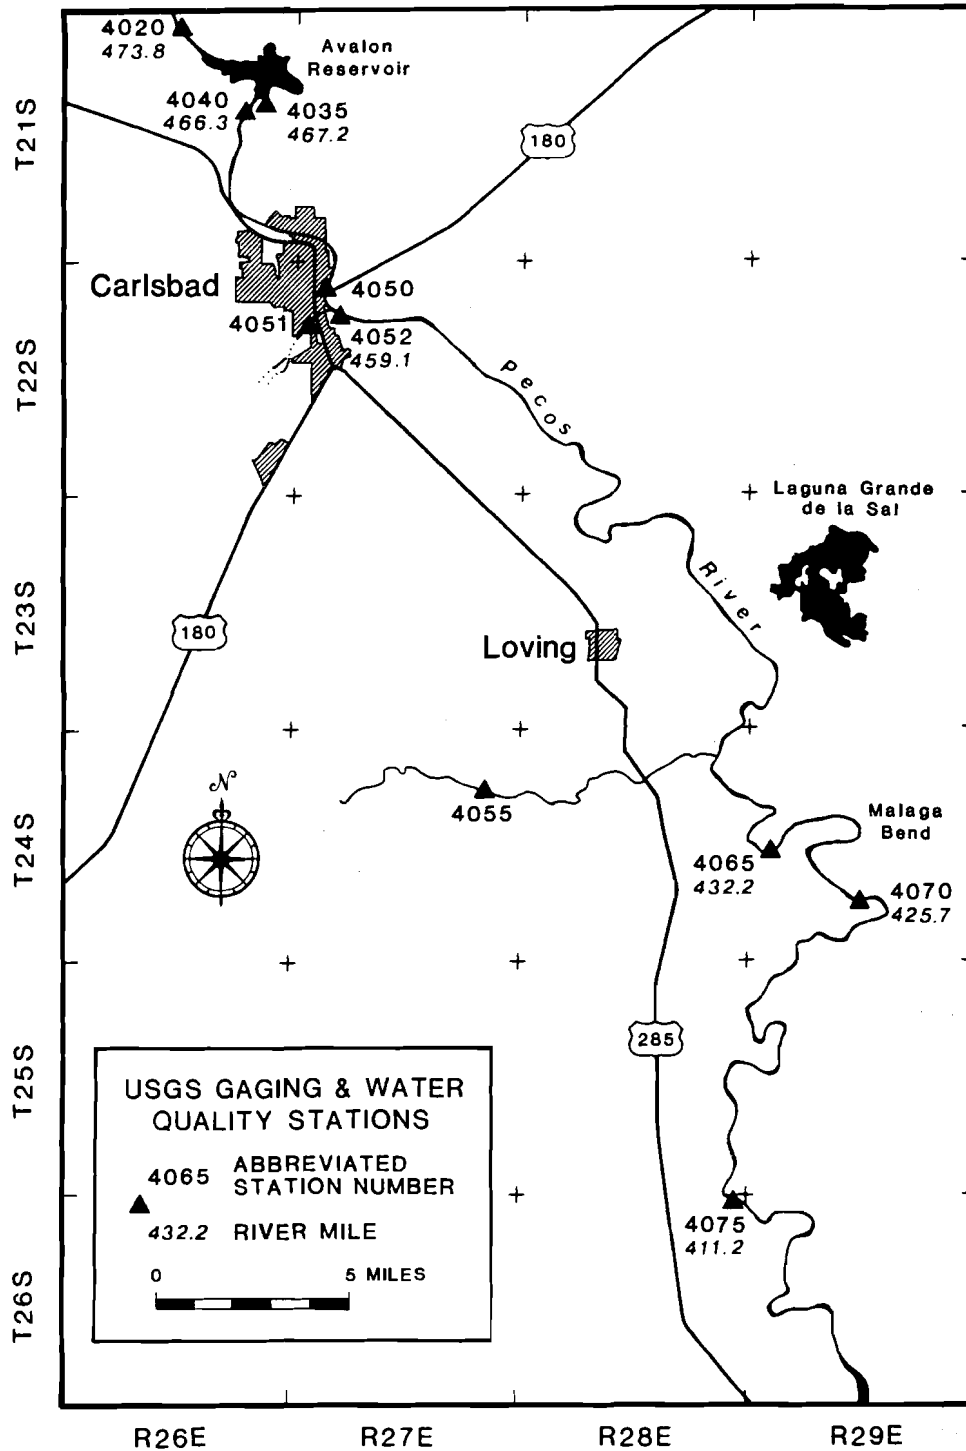 4020
473.8
Avalon
Reservoir
4040
466.3
4035
467.2
T21S
180
Carlsbad
4050
4051
4052
459.1
T22S
Pecos
Laguna Grande
de la Sal
River
T23S
180
Loving
N
4055
Malaga
Bend
T24S
4065
432.2
4070
425.7
285
T25S
USGS GAGING & WATER
QUALITY STATIONS
4065 ABBREVIATED
STATION NUMBER
432.2 RIVER MILE
0 5 MILES
4075
411.2
T26S
R26E R27E R28E R29E